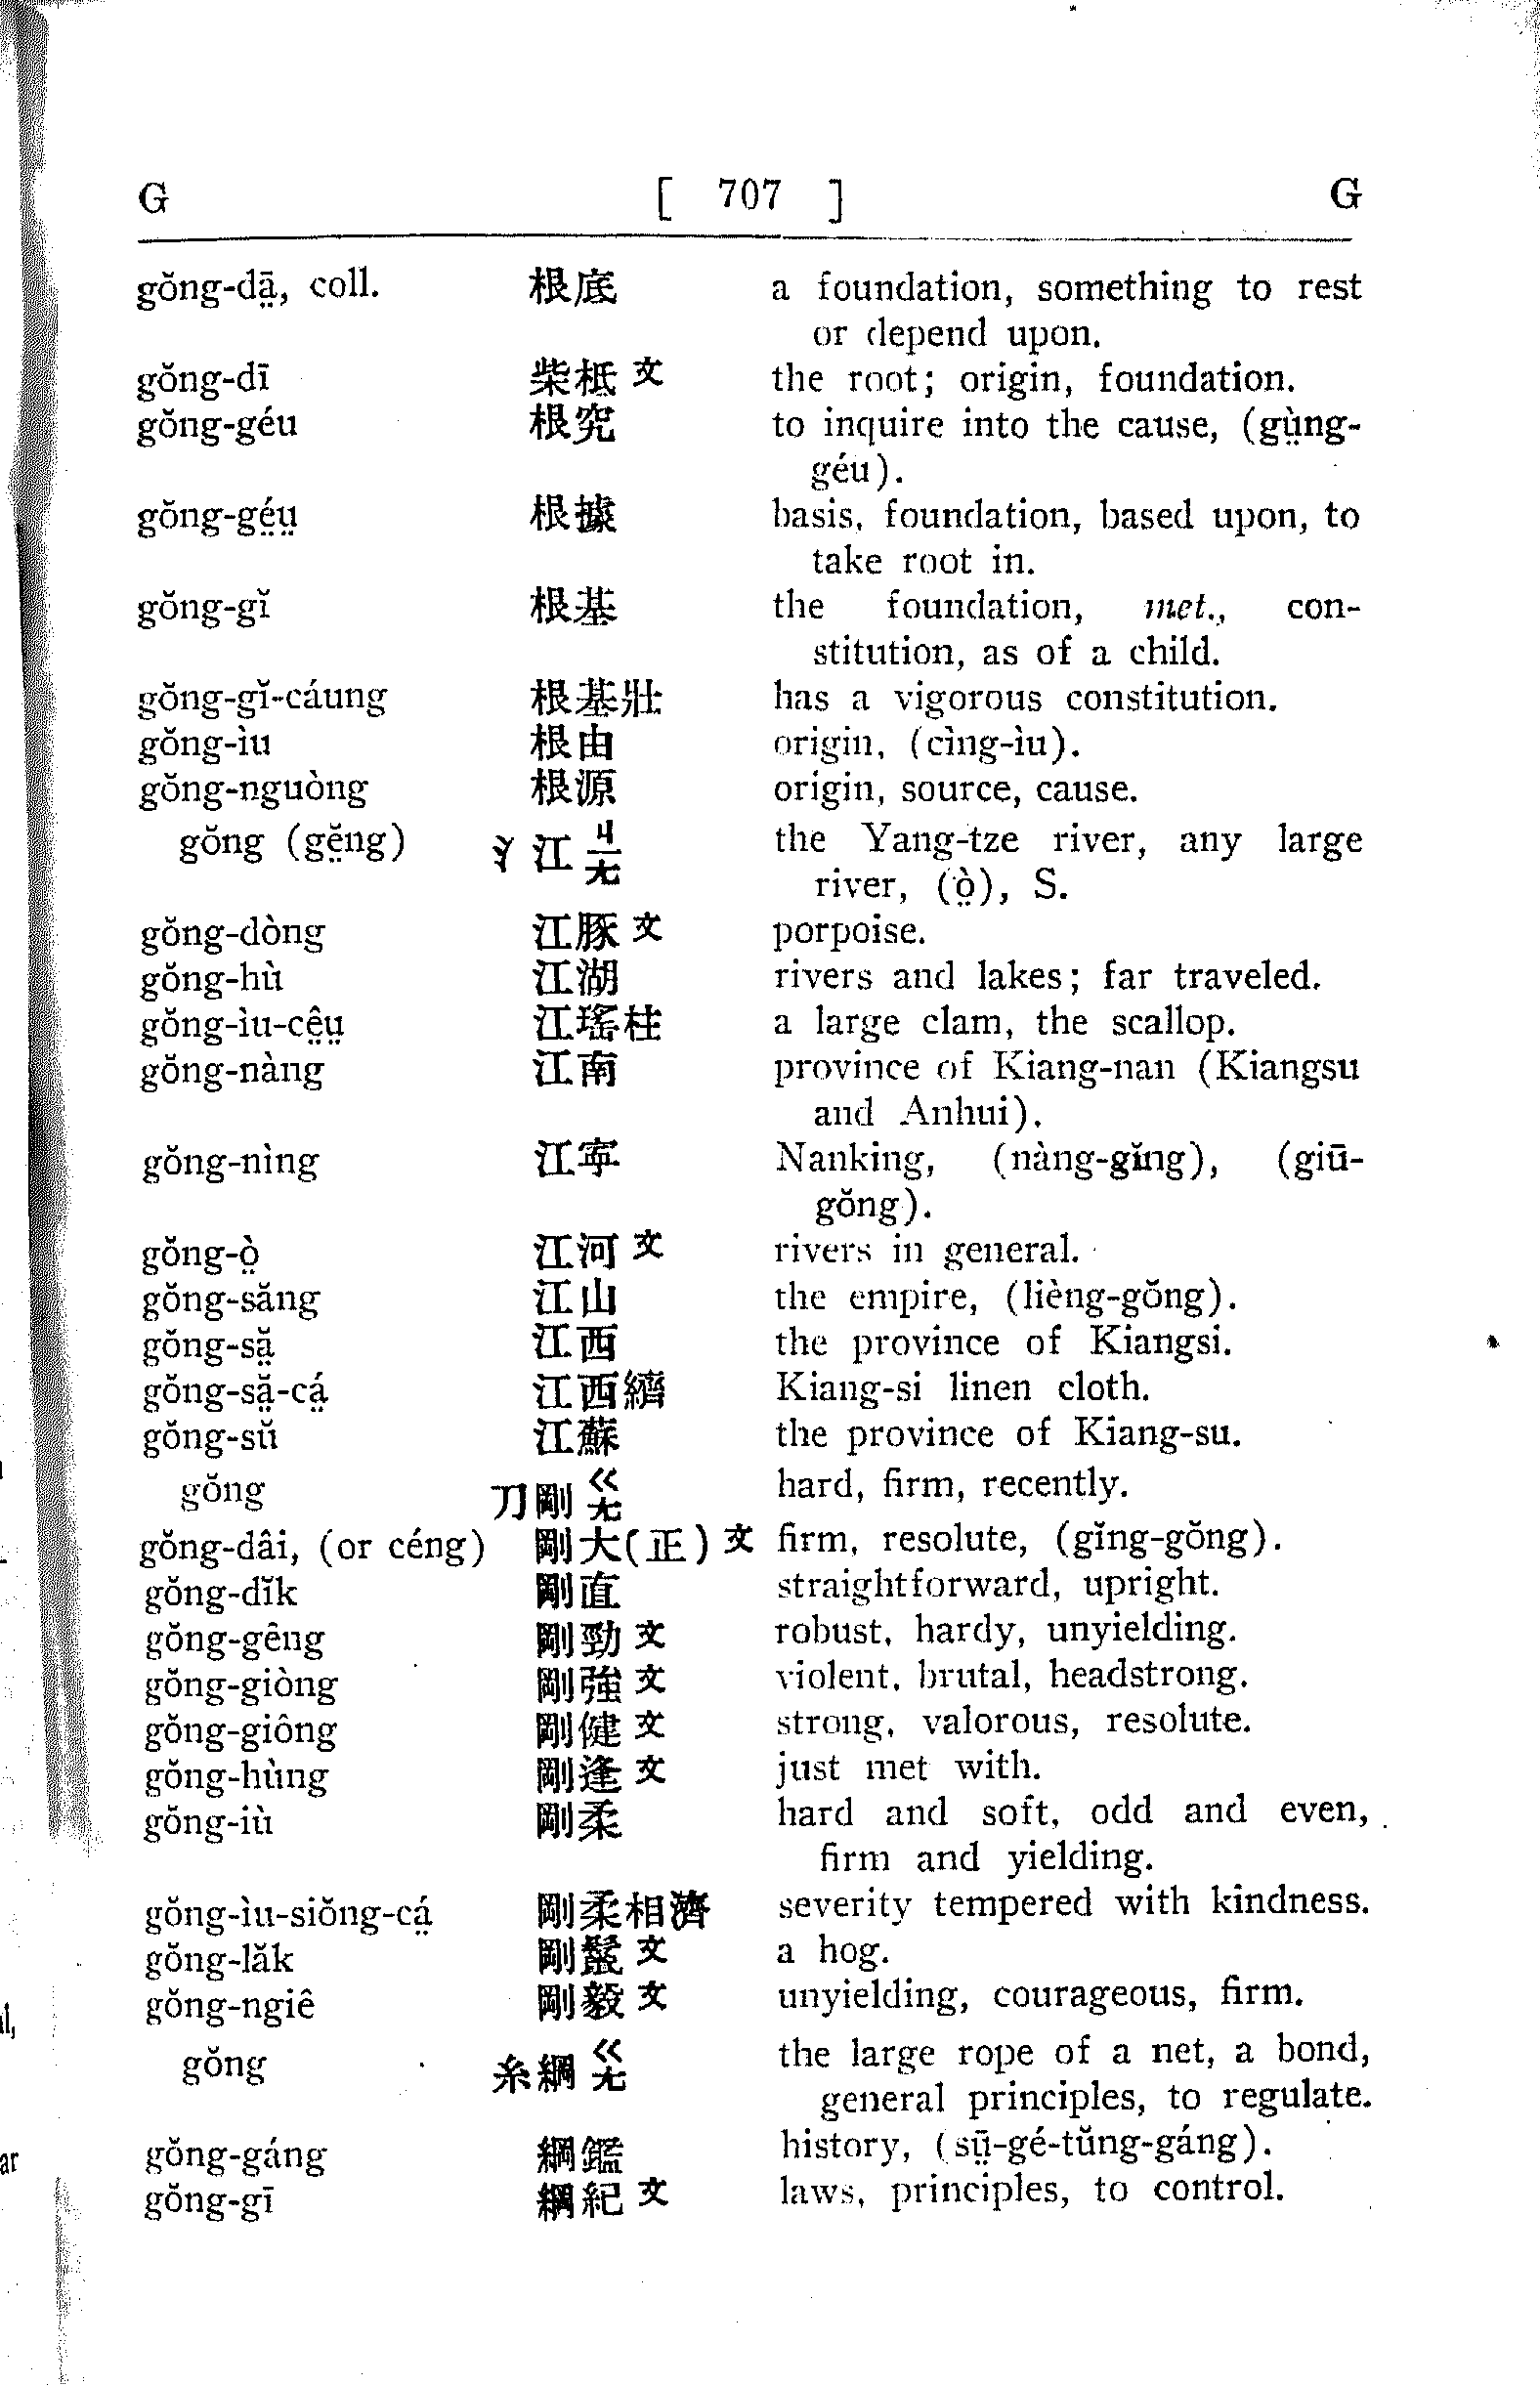 G [ 707 ] G
gŏng-dā̤, coll. 根底 a foundation, something to rest
or depend upon.
gŏng-dī 柴柢文 the root; origin, foundation.
gŏng-géu 根究 to inquire into the cause, (gṳ̀ng-
géu).
gŏng-gé̤ṳ 根據 basis, foundation, based upon, to
take root in.
gŏng-gĭ 根基 the foundation, met., con-
stitution, as of a child.
gŏng-gĭ-cáung 根基壯 has a vigorous constitution.
gŏng-ìu 根由 origin, (cìng-ìu).
gŏng-nguòng 根源 origin, source, cause.
gŏng (gĕ̤ng) 氵江 ㄐㄧㄤ the Yang-tze river, any large
river, (ò̤), S.
gŏng-dòng 江豚文 porpoise.
gŏng-hù 江湖 rivers and lakes; far traveled.
gŏng-ìu-cê̤ṳ 江瑤柱 a large clam, the scallop.
gŏng-nàng 江南 province of Kiang-nan (Kiangsu
and Anhui).
gŏng-nìng 江寧 Nanking, (nàng-gĭng), (giū-
gŏng).
gŏng-ò̤ 江河文 rivers in general.
gŏng-săng 江山 the empire, (lièng-gŏng).
gŏng-să̤ 江西 the province of Kiangsi.
gŏng-să̤-cá̤ 江西纃 Kiang-si linen cloth.
gŏng-sŭ 江蘇 the province of Kiang-su.
gŏng 刀剛 ㄍㄤ hard, firm, recently.
gŏng-dâi, (or céng) 剛大(正)文 firm, resolute, (gĭng-gŏng).
gŏng-dĭk 剛直 straightforward, upright.
gŏng-gêng 剛勁文 robust, hardy, unyielding.
gŏng-giòng 剛強文 violent, brutal, headstrong.
gŏng-giông 剛健文 strong, valorous, resolute.
gŏng-hùng 剛逢文 just met with.
gŏng-iù 剛柔 hard and soft, odd and even,
firm and yielding.
gŏng-ìu-siŏng-cá̤ 剛柔相濟 severity tempered with kindness.
gŏng-lăk 剛鬣文 a hog.
gŏng-ngiê 剛毅文 unyielding, courageous, firm.
gŏng 糸綱 ㄍㄤ the large rope of a net, a bond,
general principles, to regulate.
gŏng-gáng 綱鑑 history, (sṳ̄-gé-tŭng-gáng).
gŏng-gī 綱紀文 laws, principles, to control.